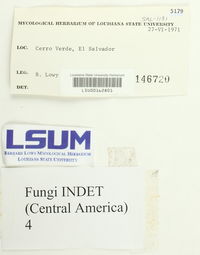 5179
MYCOLOGICAL HERBARIUM OF LOUISIANA STATE UNIVERSITY
27-VI-1971
LOC: Cerro Verde, El Salvador
LEG: B. Lowy
146720
DET:
LSUM
BERNARD LOWY MYCOLOGICAL HERBARIUM
LOUISIANA STATE UNIVERSITY
Fungi INDET
(Central America)
4